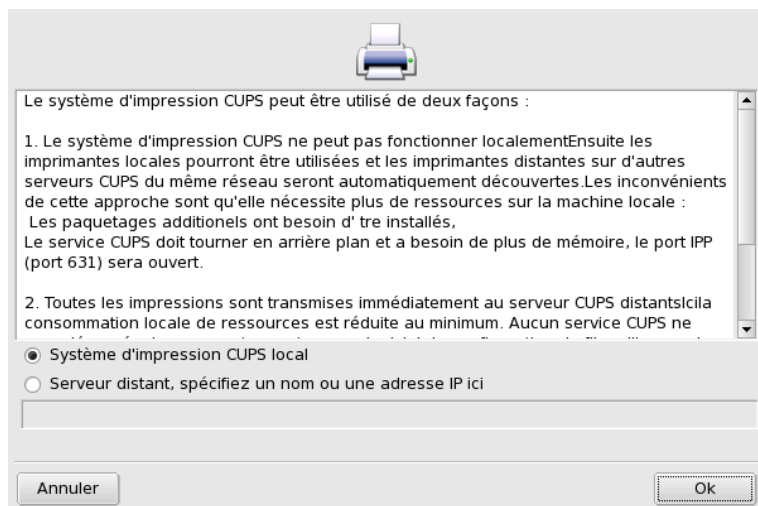 Le système d'impression CUPS peut être utilisé de deux façons :
1. Le système d'impression CUPS ne peut pas fonctionner localementEnsuite les
imprimantes locales pourront être utilisées et les imprimantes distantes sur d'autres
serveurs CUPS du même réseau seront automatiquement découvertes.Les inconvénients
de cette approche sont qu'elle nécessite plus de ressources sur la machine locale :
Les paquetages additionels ont besoin d' tre installés,
Le service CUPS doit tourner en arrière plan et a besoin de plus de mémoire, le port IPP
(port 631) sera ouvert.
2. Toutes les impressions sont transmises immédiatement au serveur CUPS distantsIcila
consommation locale de ressources est réduite au minimum. Aucun service CUPS ne
Système d'impression CUPS local
Serveur distant, spécifiez un nom ou une adresse IP ici
Annuler
Ok